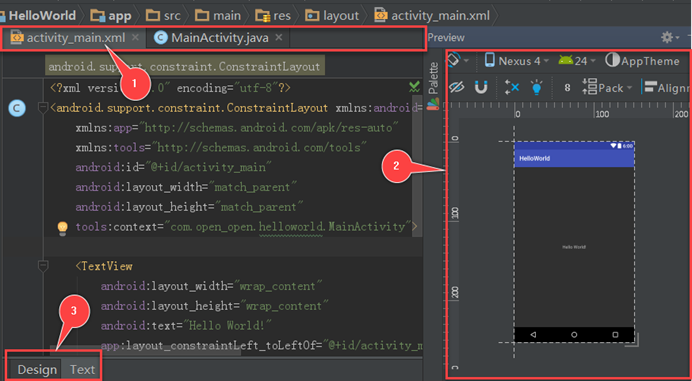 HelloWorld app src main res layout activity_main.xml
activity_main.xml MainActivity.java
Preview
android.support.constraint.ConstraintLayout
Palette
Nexus 4 24 AppTheme
8 Pack
<?xml version .0" encoding="utf-8"?>
<android.support.constraint.ConstraintLayout xmlns:android=
xmlns:app="http://schemas.android.com/apk/res-auto"
xmlns:tools="http://schemas.android.com/tools"
android:id="@+id/activity_main"
android:layout_width="match_parent"
android:layout_height="match_parent"
tools:context="com.open_open.helloworld.MainActivity">
<TextView
android:layout_width="wrap_content"
android:layout_height="wrap_content"
android:text="Hello World!"
app:layout_constraintLeft_toLeftOf="@+id/activity_m
Design Text
1
2
3
0 100 200
0
100
200
6:00
HelloWorld
Hello World!